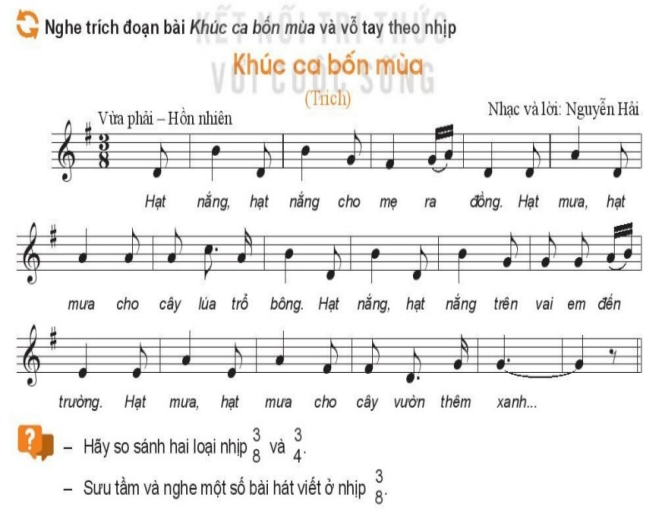 Nghe trích đoạn bài Khúc ca bốn mùa và vỗ tay theo nhịp
KẾT NỐI TRI THỨC
VỚI CUỘC SỐNG
Khúc ca bốn mùa
(Trích)
Vừa phải – Hồn nhiên
Nhạc và lời: Nguyễn Hải
3
8
Hạt nắng, hạt nắng cho mẹ ra đồng. Hạt mưa, hạt
mưa cho cây lúa trổ bông. Hạt nắng, hạt nắng trên vai em đến
trường. Hạt mưa, hạt mưa cho cây vườn thêm xanh...
?
– Hãy so sánh hai loại nhịp 3/8 và 3/4.
– Sưu tầm và nghe một số bài hát viết ở nhịp 3/8.